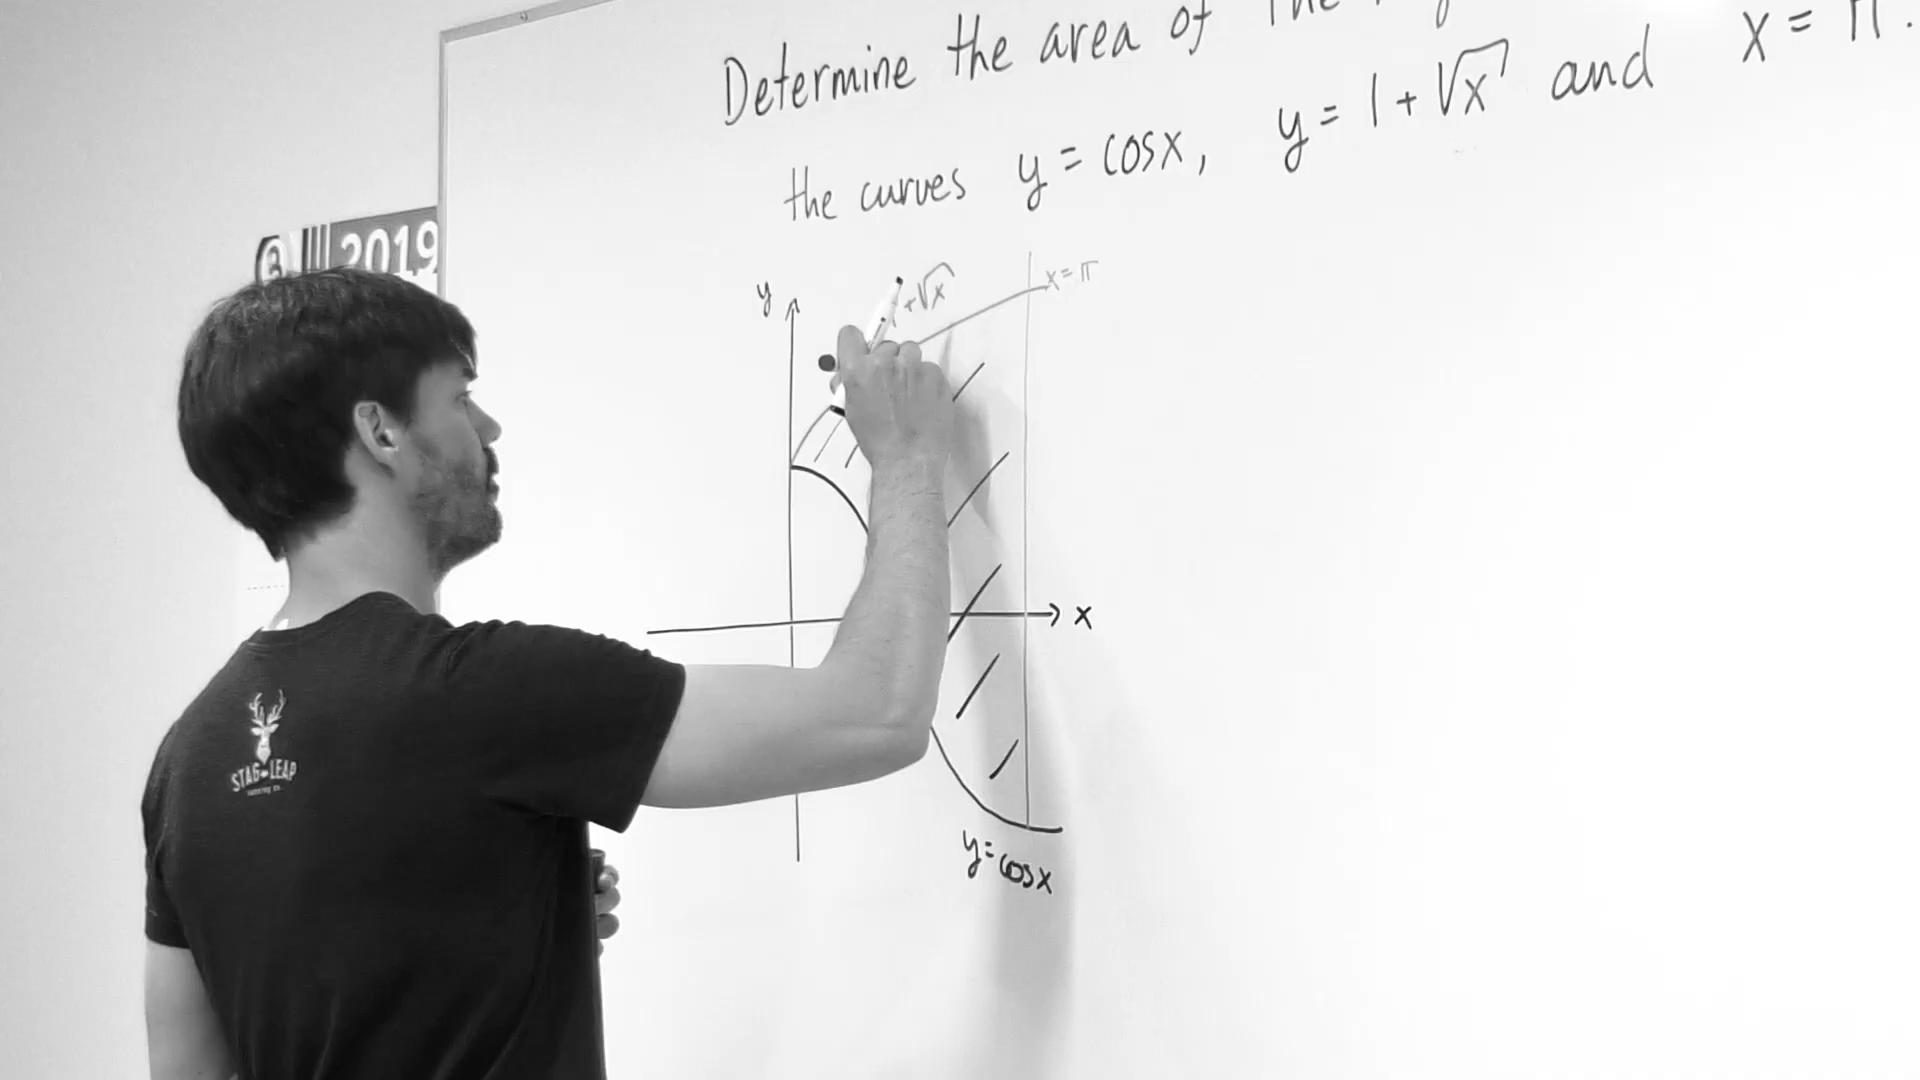 Determine the area of the
the curves y = cosx, y = 1 + √x and x = π.
2019
y
+√x
x = π
x
STAG LEAP
y = cosx